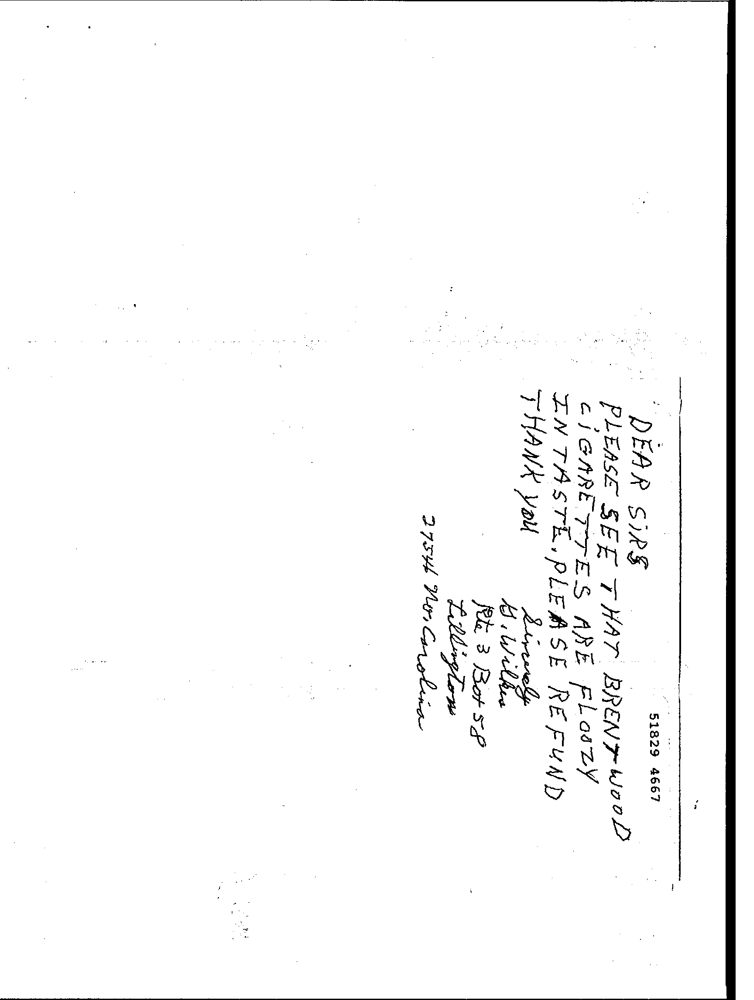 51829 4667
DEAR SIRS
PLEASE SEE THAT BRENTWOOD
CIGARETTES ARE FLOOZY
IN TASTE, PLEASE REFUND
THANK YOU
Sincerely
Rte 3 Box 58
Lillington
27546 No, Carolina